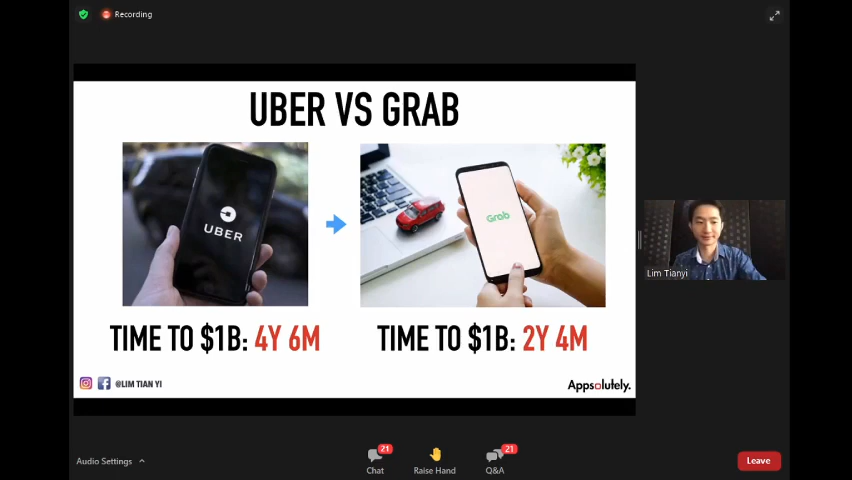 Recording
UBER VS GRAB
UBER
Grab
TIME TO $1B: 4Y 6M
TIME TO $1B: 2Y 4M
@LIM TIAN YI
Appsolutely.
Lim Tianyi
Audio Settings
21
Chat
Raise Hand
21
Q&A
Leave